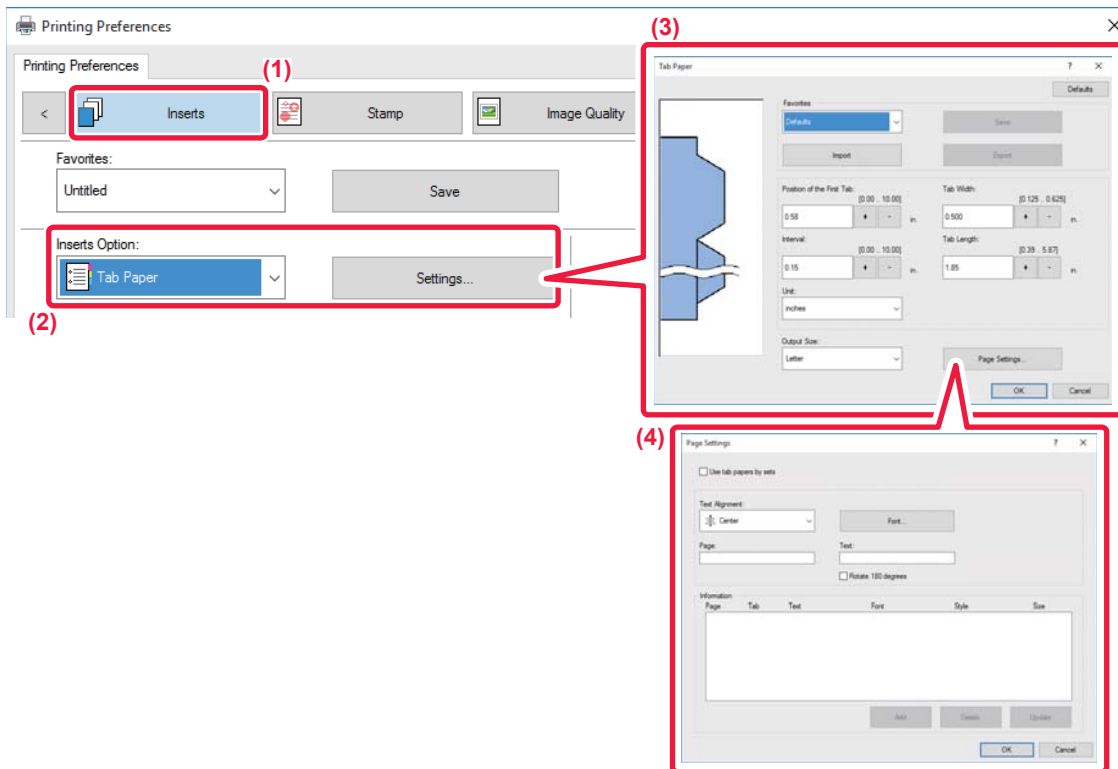 Printing Preferences
(3)
Printing Preferences
(1)
< Inserts Stamp Image Quality
Favorites:
Untitled Save
Inserts Option:
Tab Paper Settings...
(2)
Tab Paper ? ×
Defaults
Favorites
Defaults Save
Import Export
Position of the First Tab: Tab Width:
[0.00 .. 10.00] [0.125 .. 0.625]
0.58 + - in. 0.500 + - in.
Interval: Tab Length:
[0.00 .. 10.00] [0.39 .. 5.87]
0.15 + - in. 1.85 + - in.
Unit:
inches
Output Size:
Letter Page Settings...
OK Cancel
(4)
Page Settings ? ×
Use tab papers by sets
Text Alignment:
Center Font...
Page: Text:
Rotate 180 degrees
Information
Page Tab Text Font Style Size
Add Delete Update
OK Cancel